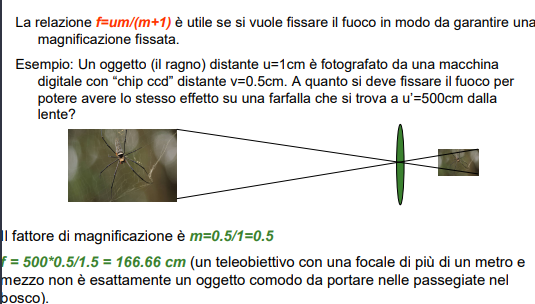 La relazione f=um/(m+1) è utile se si vuole fissare il fuoco in modo da garantire una
magnificazione fissata.
Esempio: Un oggetto (il ragno) distante u=1cm è fotografato da una macchina
digitale con “chip ccd” distante v=0.5cm. A quanto si deve fissare il fuoco per
potere avere lo stesso effetto su una farfalla che si trova a u’=500cm dalla
lente?
Il fattore di magnificazione è m=0.5/1=0.5
f = 500*0.5/1.5 = 166.66 cm (un teleobiettivo con una focale di più di un metro e
mezzo non è esattamente un oggetto comodo da portare nelle passegiate nel
bosco).